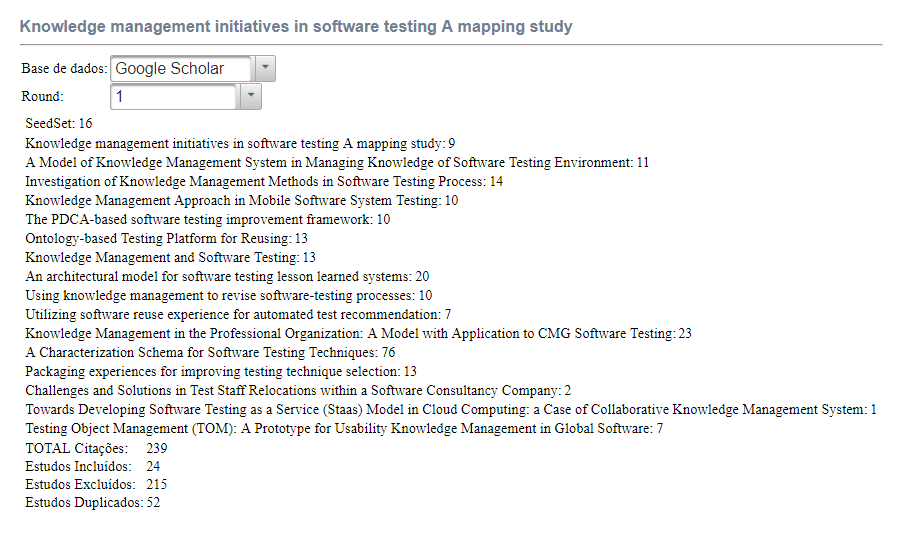 Knowledge management initiatives in software testing A mapping study
Base de dados: Google Scholar
Round: 1
SeedSet: 16
Knowledge management initiatives in software testing A mapping study: 9
A Model of Knowledge Management System in Managing Knowledge of Software Testing Environment: 11
Investigation of Knowledge Management Methods in Software Testing Process: 14
Knowledge Management Approach in Mobile Software System Testing: 10
The PDCA-based software testing improvement framework: 10
Ontology-based Testing Platform for Reusing: 13
Knowledge Management and Software Testing: 13
An architectural model for software testing lesson learned systems: 20
Using knowledge management to revise software-testing processes: 10
Utilizing software reuse experience for automated test recommendation: 7
Knowledge Management in the Professional Organization: A Model with Application to CMG Software Testing: 23
A Characterization Schema for Software Testing Techniques: 76
Packaging experiences for improving testing technique selection: 13
Challenges and Solutions in Test Staff Relocations within a Software Consultancy Company: 2
Towards Developing Software Testing as a Service (Staas) Model in Cloud Computing: a Case of Collaborative Knowledge Management System: 1
Testing Object Management (TOM): A Prototype for Usability Knowledge Management in Global Software: 7
TOTAL Citações: 239
Estudos Incluídos: 24
Estudos Excluídos: 215
Estudos Duplicados: 52